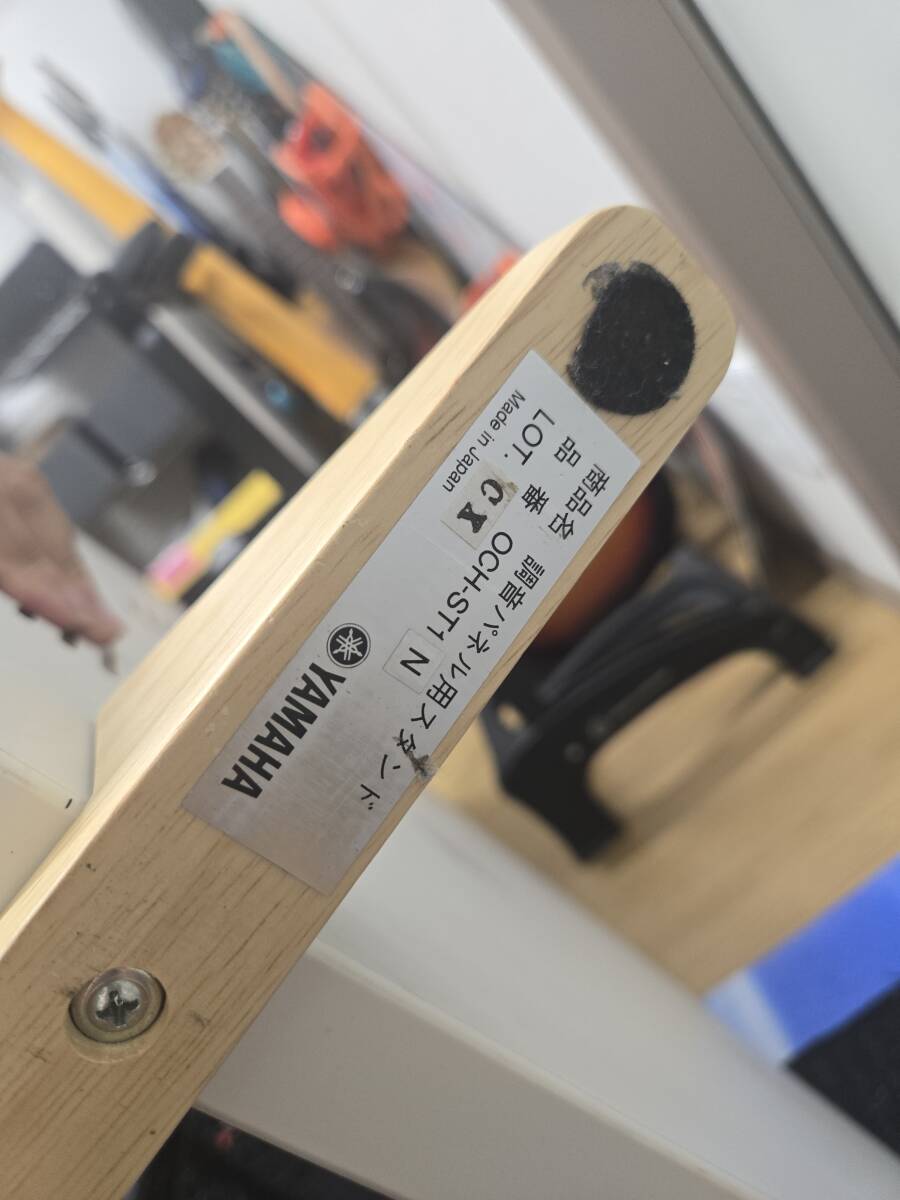 商品名 調音パネル用スタンド
品 番 OCH-ST1 N
LOT. CX
Made in Japan
YAMAHA